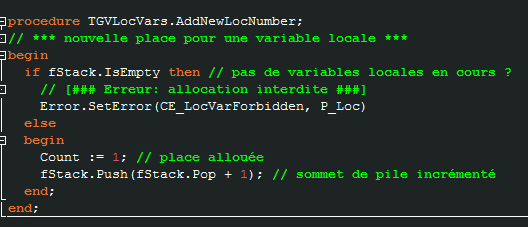 procedure TGVLocVars.AddNewLocNumber;
// *** nouvelle place pour une variable locale ***
begin
  if fStack.IsEmpty then // pas de variables locales en cours ?
    // [### Erreur: allocation interdite ###]
    Error.SetError(CE_LocVarForbidden, P_Loc)
  else
  begin
    Count := 1; // place allouée
    fStack.Push(fStack.Pop + 1); // sommet de pile incrémenté
  end;
end;